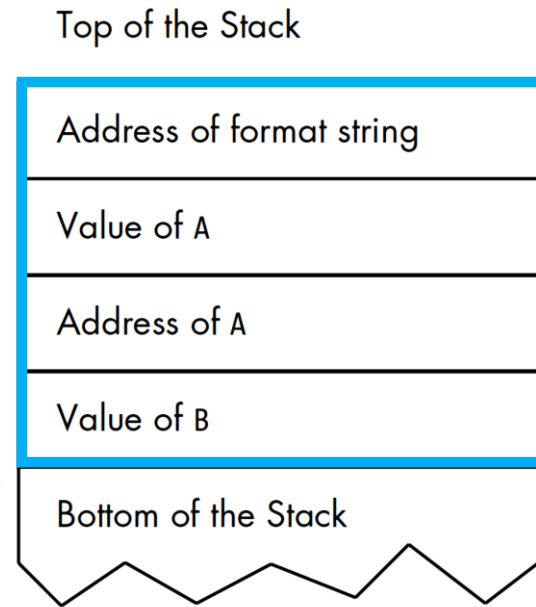 Top of the Stack
Address of format string
Value of A
Address of A
Value of B
Bottom of the Stack